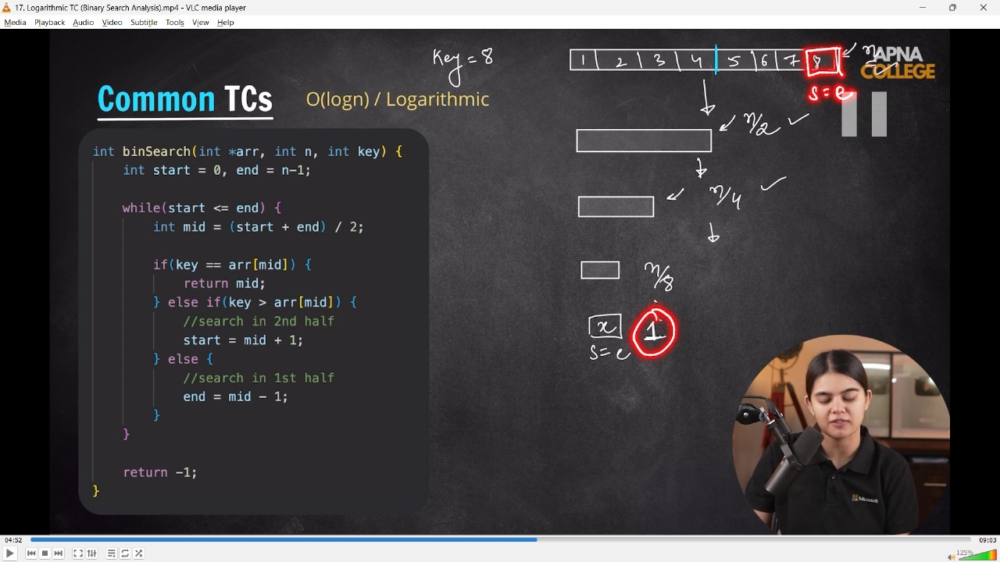 17. Logarithmic TC (Binary Search Analysis).mp4 - VLC media player
Media Playback Audio Video Subtitle Tools View Help
Key = 8
1 2 3 4 5 6 7 8
n
APNA
COLLEGE
s = e
Common TCs
O(logn) / Logarithmic
n/2
n/4
n/8
x
1
s = e
int binSearch(int *arr, int n, int key) {
int start = 0, end = n-1;
while(start <= end) {
int mid = (start + end) / 2;
if(key == arr[mid]) {
return mid;
} else if(key > arr[mid]) {
//search in 2nd half
start = mid + 1;
} else {
//search in 1st half
end = mid - 1;
}
}
return -1;
}
Microsoft
04:52
09:03
125%